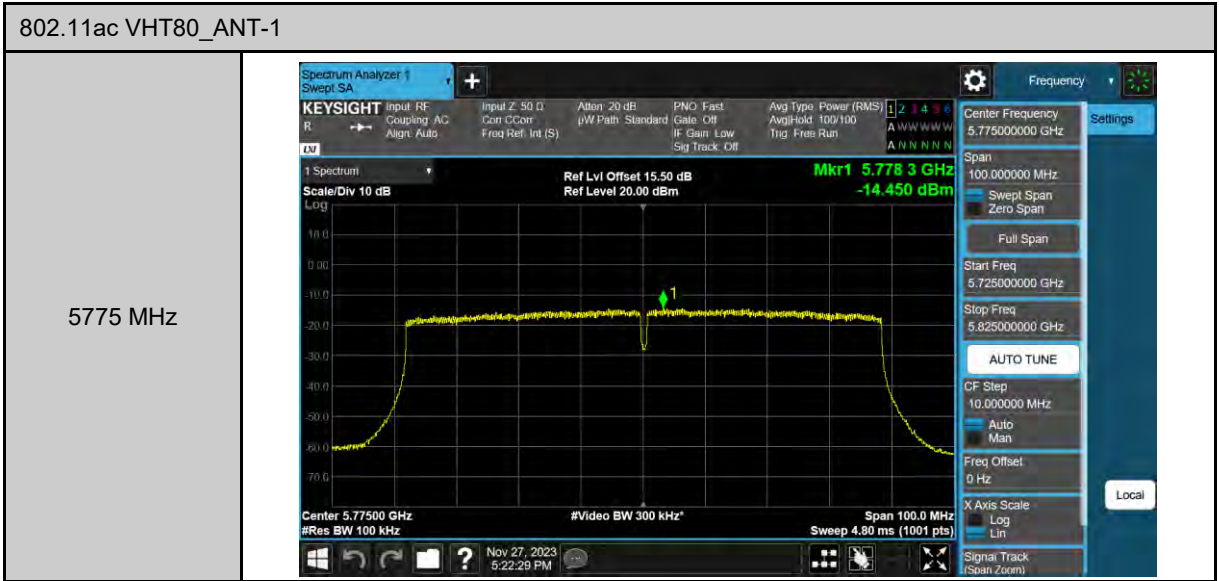 802.11ac VHT80_ANT-1
5775 MHz
Spectrum Analyzer 1
Swept SA
+
Frequency
KEYSIGHT
Input: RF
Input Z: 50 Ω
Atten: 20 dB
PNO: Fast
Avg Type: Power (RMS)
1 2 3 4 5 6
R
Coupling: AC
Corr CCorr
µW Path: Standard
Gate: Off
Avg|Hold: 100/100
A W W W W W
Align: Auto
Freq Ref: Int (S)
IF Gain: Low
Trig: Free Run
LXI
Sig Track: Off
A N N N N N
1 Spectrum
Ref Lvl Offset 15.50 dB
Mkr1 5.778 3 GHz
Scale/Div 10 dB
Ref Level 20.00 dBm
-14.450 dBm
Log
10.0
0.00
-10.0
-20.0
-30.0
-40.0
-50.0
-60.0
-70.0
1
Center 5.77500 GHz
#Video BW 300 kHz*
Span 100.0 MHz
#Res BW 100 kHz
Sweep 4.80 ms (1001 pts)
Center Frequency
5.775000000 GHz
Settings
Span
100.000000 MHz
Swept Span
Zero Span
Full Span
Start Freq
5.725000000 GHz
Stop Freq
5.825000000 GHz
AUTO TUNE
CF Step
10.000000 MHz
Auto
Man
Freq Offset
0 Hz
X Axis Scale
Log
Lin
Local
Signal Track
(Span Zoom)
?
Nov 27, 2023
5:22:29 PM